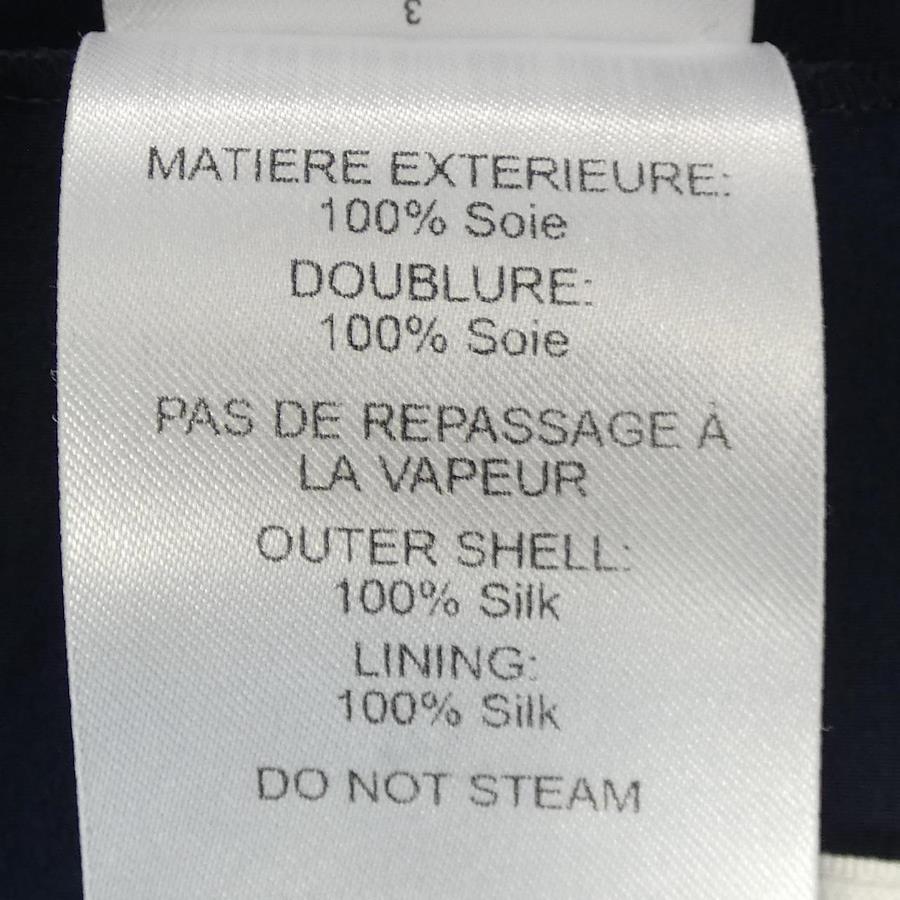 3
MATIERE EXTERIEURE:
100% Soie
DOUBLURE:
100% Soie
PAS DE REPASSAGE À
LA VAPEUR
OUTER SHELL:
100% Silk
LINING:
100% Silk
DO NOT STEAM